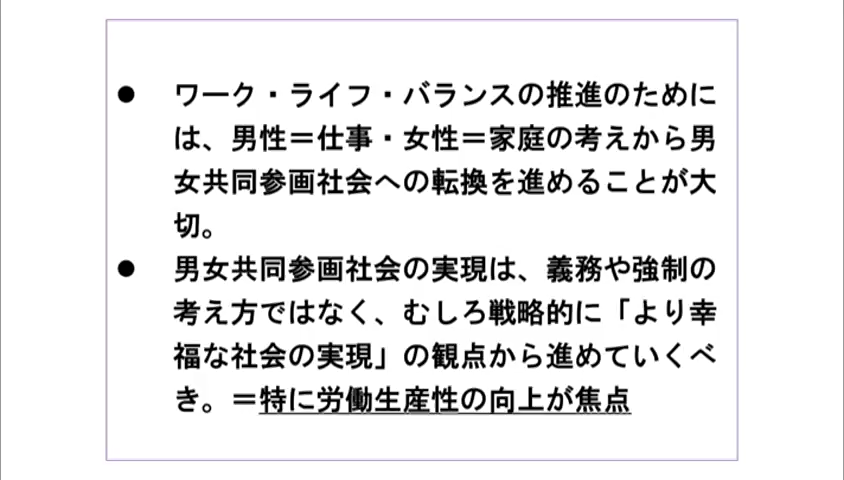 ● ワーク・ライフ・バランスの推進のために
は、男性＝仕事・女性＝家庭の考えから男
女共同参画社会への転換を進めることが大
切。
● 男女共同参画社会の実現は、義務や強制の
考え方ではなく、むしろ戦略的に「より幸
福な社会の実現」の観点から進めていくべ
き。＝特に労働生産性の向上が焦点